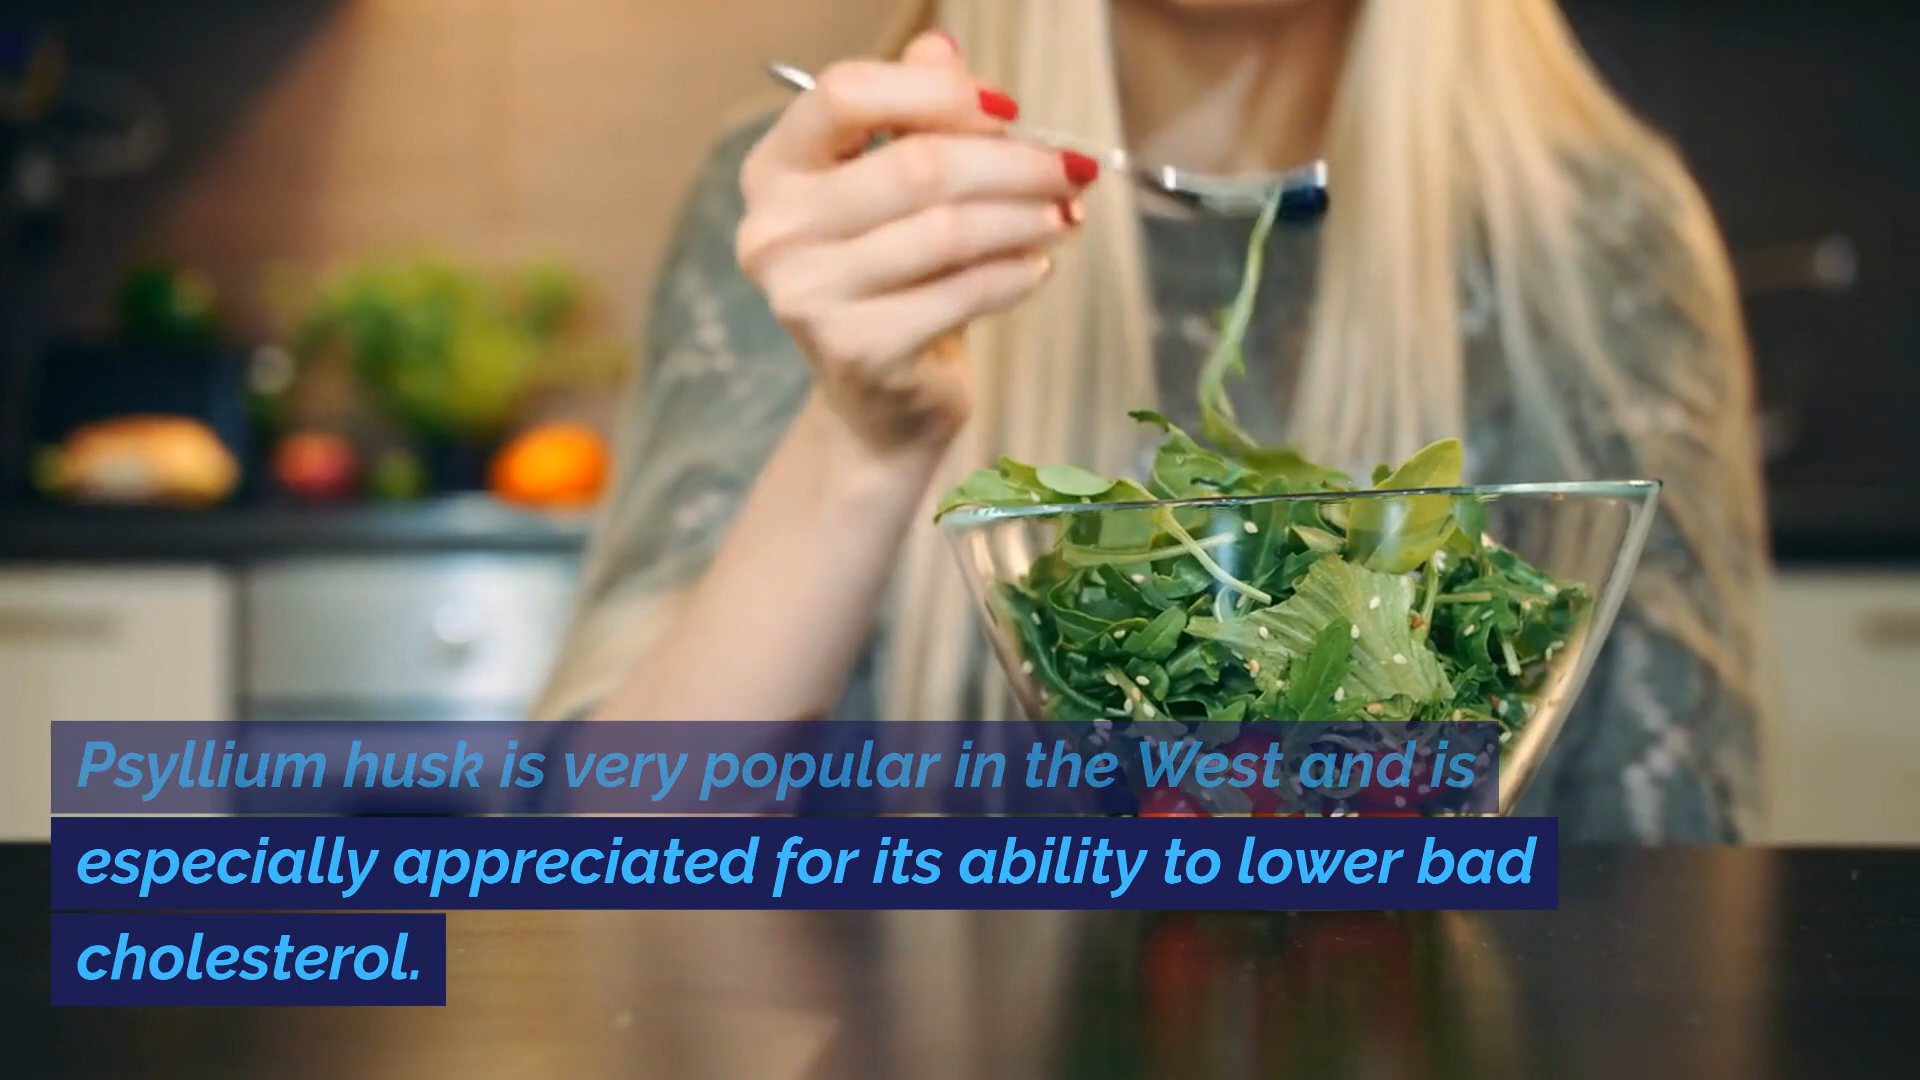 Psyllium husk is very popular in the West and is
especially appreciated for its ability to lower bad
cholesterol.